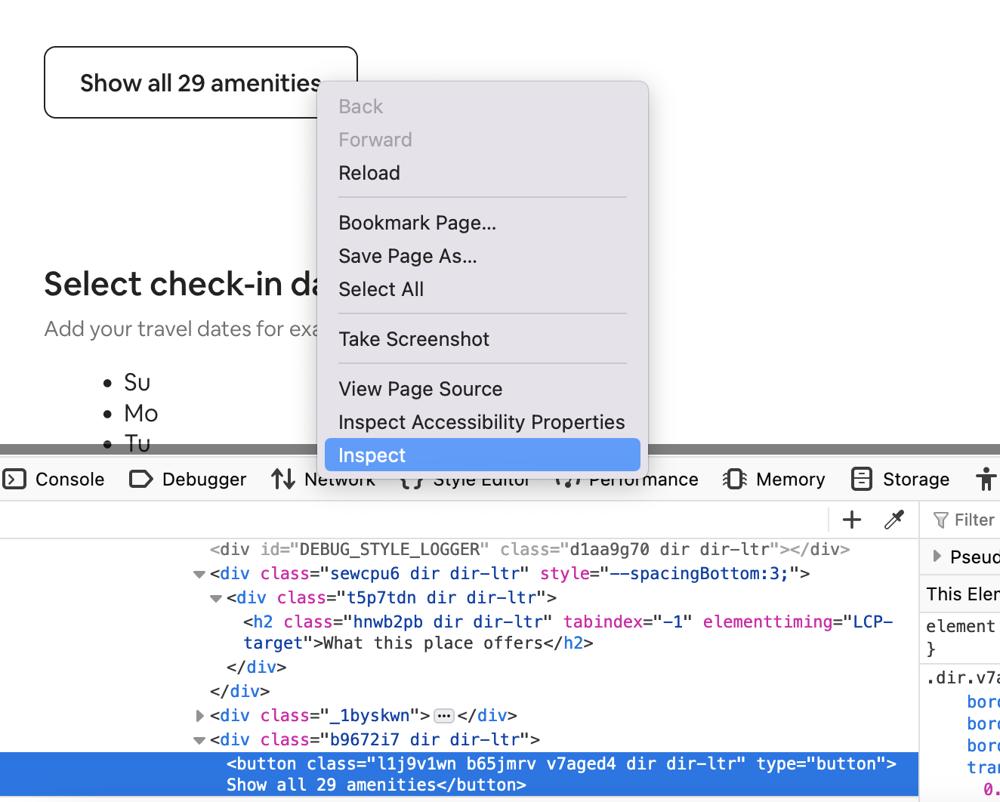 Show all 29 amenities
Back
Forward
Reload
Bookmark Page...
Save Page As...
Select All
Take Screenshot
View Page Source
Inspect Accessibility Properties
Inspect
Select check-in da
Add your travel dates for exa
• Su
• Mo
• Tu
Console Debugger Network Style Editor Performance Memory Storage
Filter
<div id="DEBUG_STYLE_LOGGER" class="d1aa9g70 dir dir-ltr"></div>
<div class="sewcpu6 dir dir-ltr" style="--spacingBottom:3;">
<div class="t5p7tdn dir dir-ltr">
<h2 class="hnwb2pb dir dir-ltr" tabindex="-1" elementtiming="LCP-
target">What this place offers</h2>
</div>
</div>
<div class="_1byskwn">…</div>
<div class="b9672i7 dir dir-ltr">
<button class="l1j9v1wn b65jmrv v7aged4 dir dir-ltr" type="button">
Show all 29 amenities</button>
Pseud
This Elem
element
}
.dir.v7a
bord
bord
bord
tran
0.